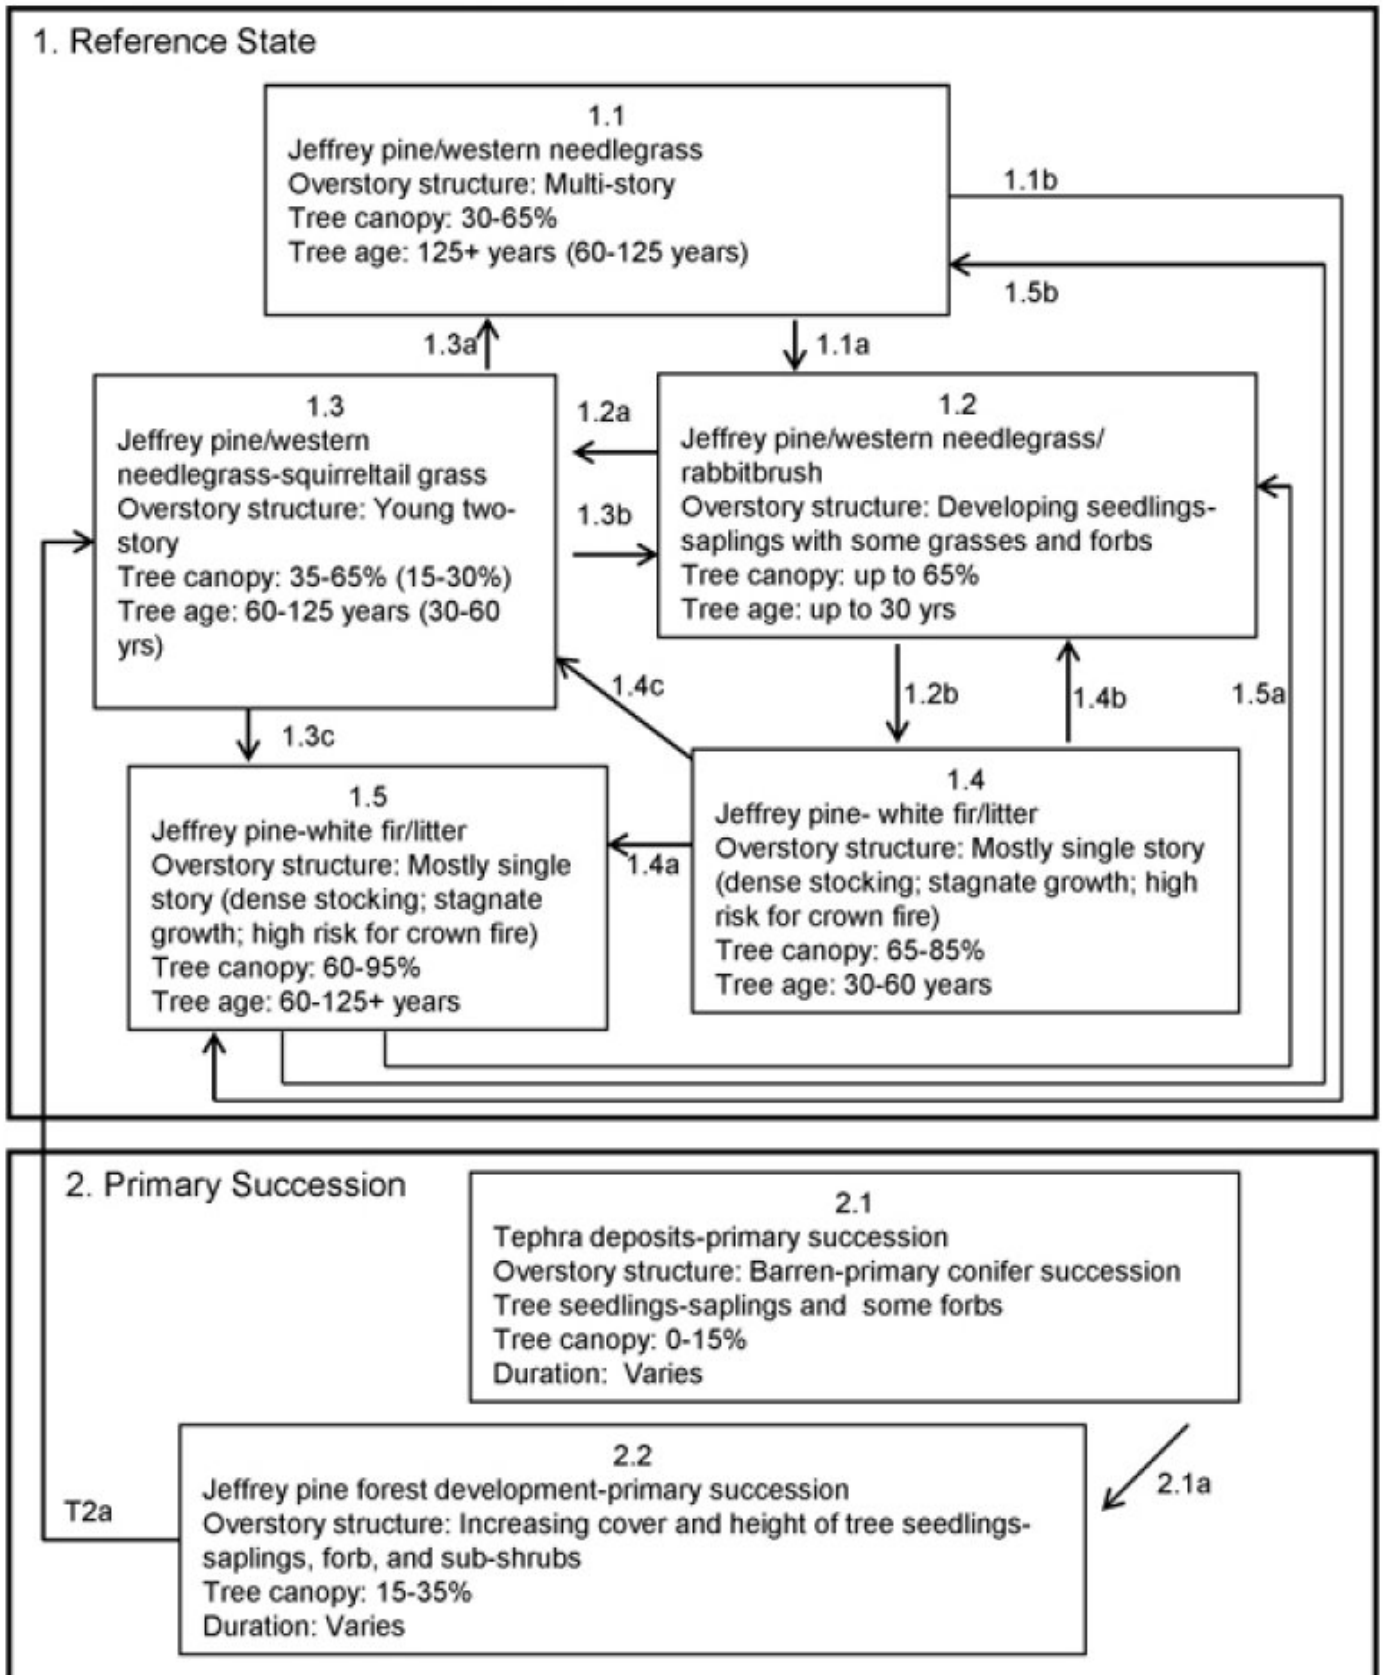 1. Reference State
1.1
Jeffrey pine/western needlegrass
Overstory structure: Multi-story
Tree canopy: 30-65%
Tree age: 125+ years (60-125 years)
1.1b
1.5b
1.3a
1.1a
1.3
Jeffrey pine/western
needlegrass-squirreltail grass
Overstory structure: Young two-
story
Tree canopy: 35-65% (15-30%)
Tree age: 60-125 years (30-60
yrs)
1.2a
1.3b
1.2
Jeffrey pine/western needlegrass/
rabbitbrush
Overstory structure: Developing seedlings-
saplings with some grasses and forbs
Tree canopy: up to 65%
Tree age: up to 30 yrs
1.4c
1.2b
1.4b
1.5a
1.3c
1.5
Jeffrey pine-white fir/litter
Overstory structure: Mostly single
story (dense stocking; stagnate
growth; high risk for crown fire)
Tree canopy: 60-95%
Tree age: 60-125+ years
1.4a
1.4
Jeffrey pine- white fir/litter
Overstory structure: Mostly single story
(dense stocking; stagnate growth; high
risk for crown fire)
Tree canopy: 65-85%
Tree age: 30-60 years
2. Primary Succession
2.1
Tephra deposits-primary succession
Overstory structure: Barren-primary conifer succession
Tree seedlings-saplings and  some forbs
Tree canopy: 0-15%
Duration:  Varies
2.1a
T2a
2.2
Jeffrey pine forest development-primary succession
Overstory structure: Increasing cover and height of tree seedlings-
saplings, forb, and sub-shrubs
Tree canopy: 15-35%
Duration: Varies